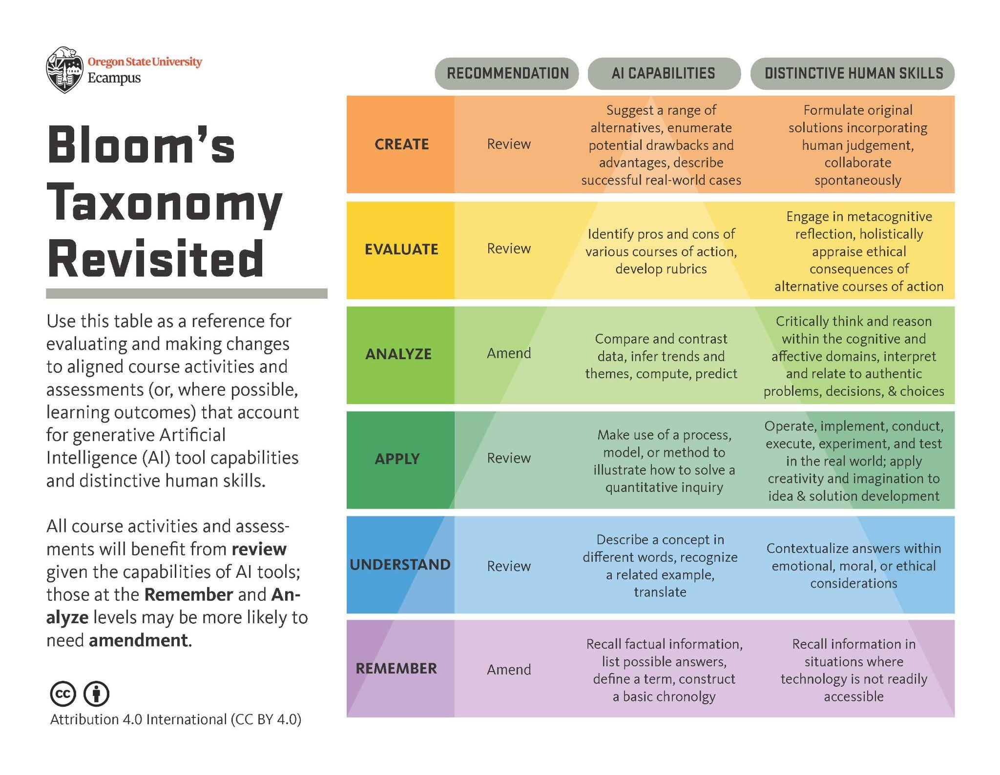 Oregon State University
Ecampus
Bloom's
Taxonomy
Revisited
Use this table as a reference for
evaluating and making changes
to aligned course activities and
assessments (or, where possible,
learning outcomes) that account
for generative Artificial
Intelligence (AI) tool capabilities
and distinctive human skills.
All course activities and assess-
ments will benefit from review
given the capabilities of AI tools;
those at the Remember and An-
alyze levels may be more likely to
need amendment.
cc
Attribution 4.0 International (CC BY 4.0)
RECOMMENDATION
AI CAPABILITIES
DISTINCTIVE HUMAN SKILLS
CREATE
Review
Suggest a range of
alternatives, enumerate
potential drawbacks and
advantages, describe
successful real-world cases
Formulate original
solutions incorporating
human judgement,
collaborate
spontaneously
EVALUATE
Review
Identify pros and cons of
various courses of action,
develop rubrics
Engage in metacognitive
reflection, holistically
appraise ethical
consequences of
alternative courses of action
ANALYZE
Amend
Compare and contrast
data, infer trends and
themes, compute, predict
Critically think and reason
within the cognitive and
affective domains, interpret
and relate to authentic
problems, decisions, & choices
APPLY
Review
Make use of a process,
model, or method to
illustrate how to solve a
quantitative inquiry
Operate, implement, conduct,
execute, experiment, and test
in the real world; apply
creativity and imagination to
idea & solution development
UNDERSTAND
Review
Describe a concept in
different words, recognize
a related example,
translate
Contextualize answers within
emotional, moral, or ethical
considerations
REMEMBER
Amend
Recall factual information,
list possible answers,
define a term, construct
a basic chronolgy
Recall information in
situations where
technology is not readily
accessible
1868